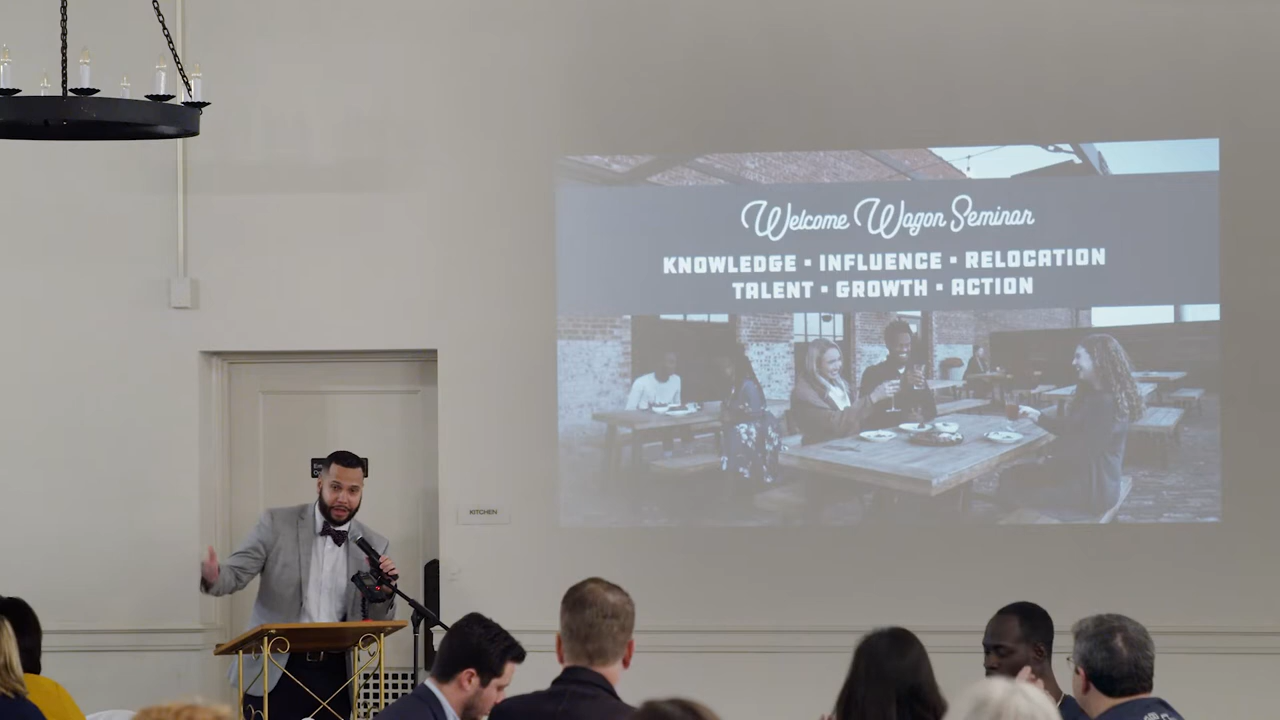 Welcome Wagon Seminar
KNOWLEDGE • INFLUENCE • RELOCATION
TALENT • GROWTH • ACTION
KITCHEN